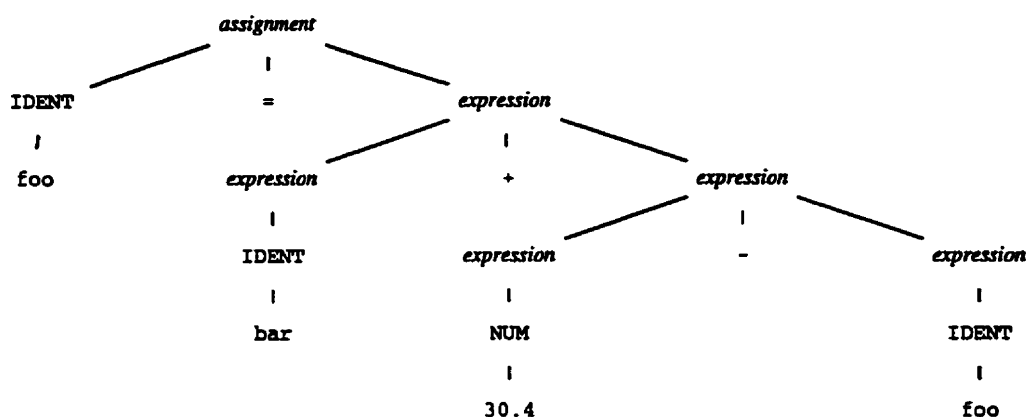 assignment
IDENT = expression
foo expression + expression
IDENT expression - expression
bar NUM IDENT
30.4 foo